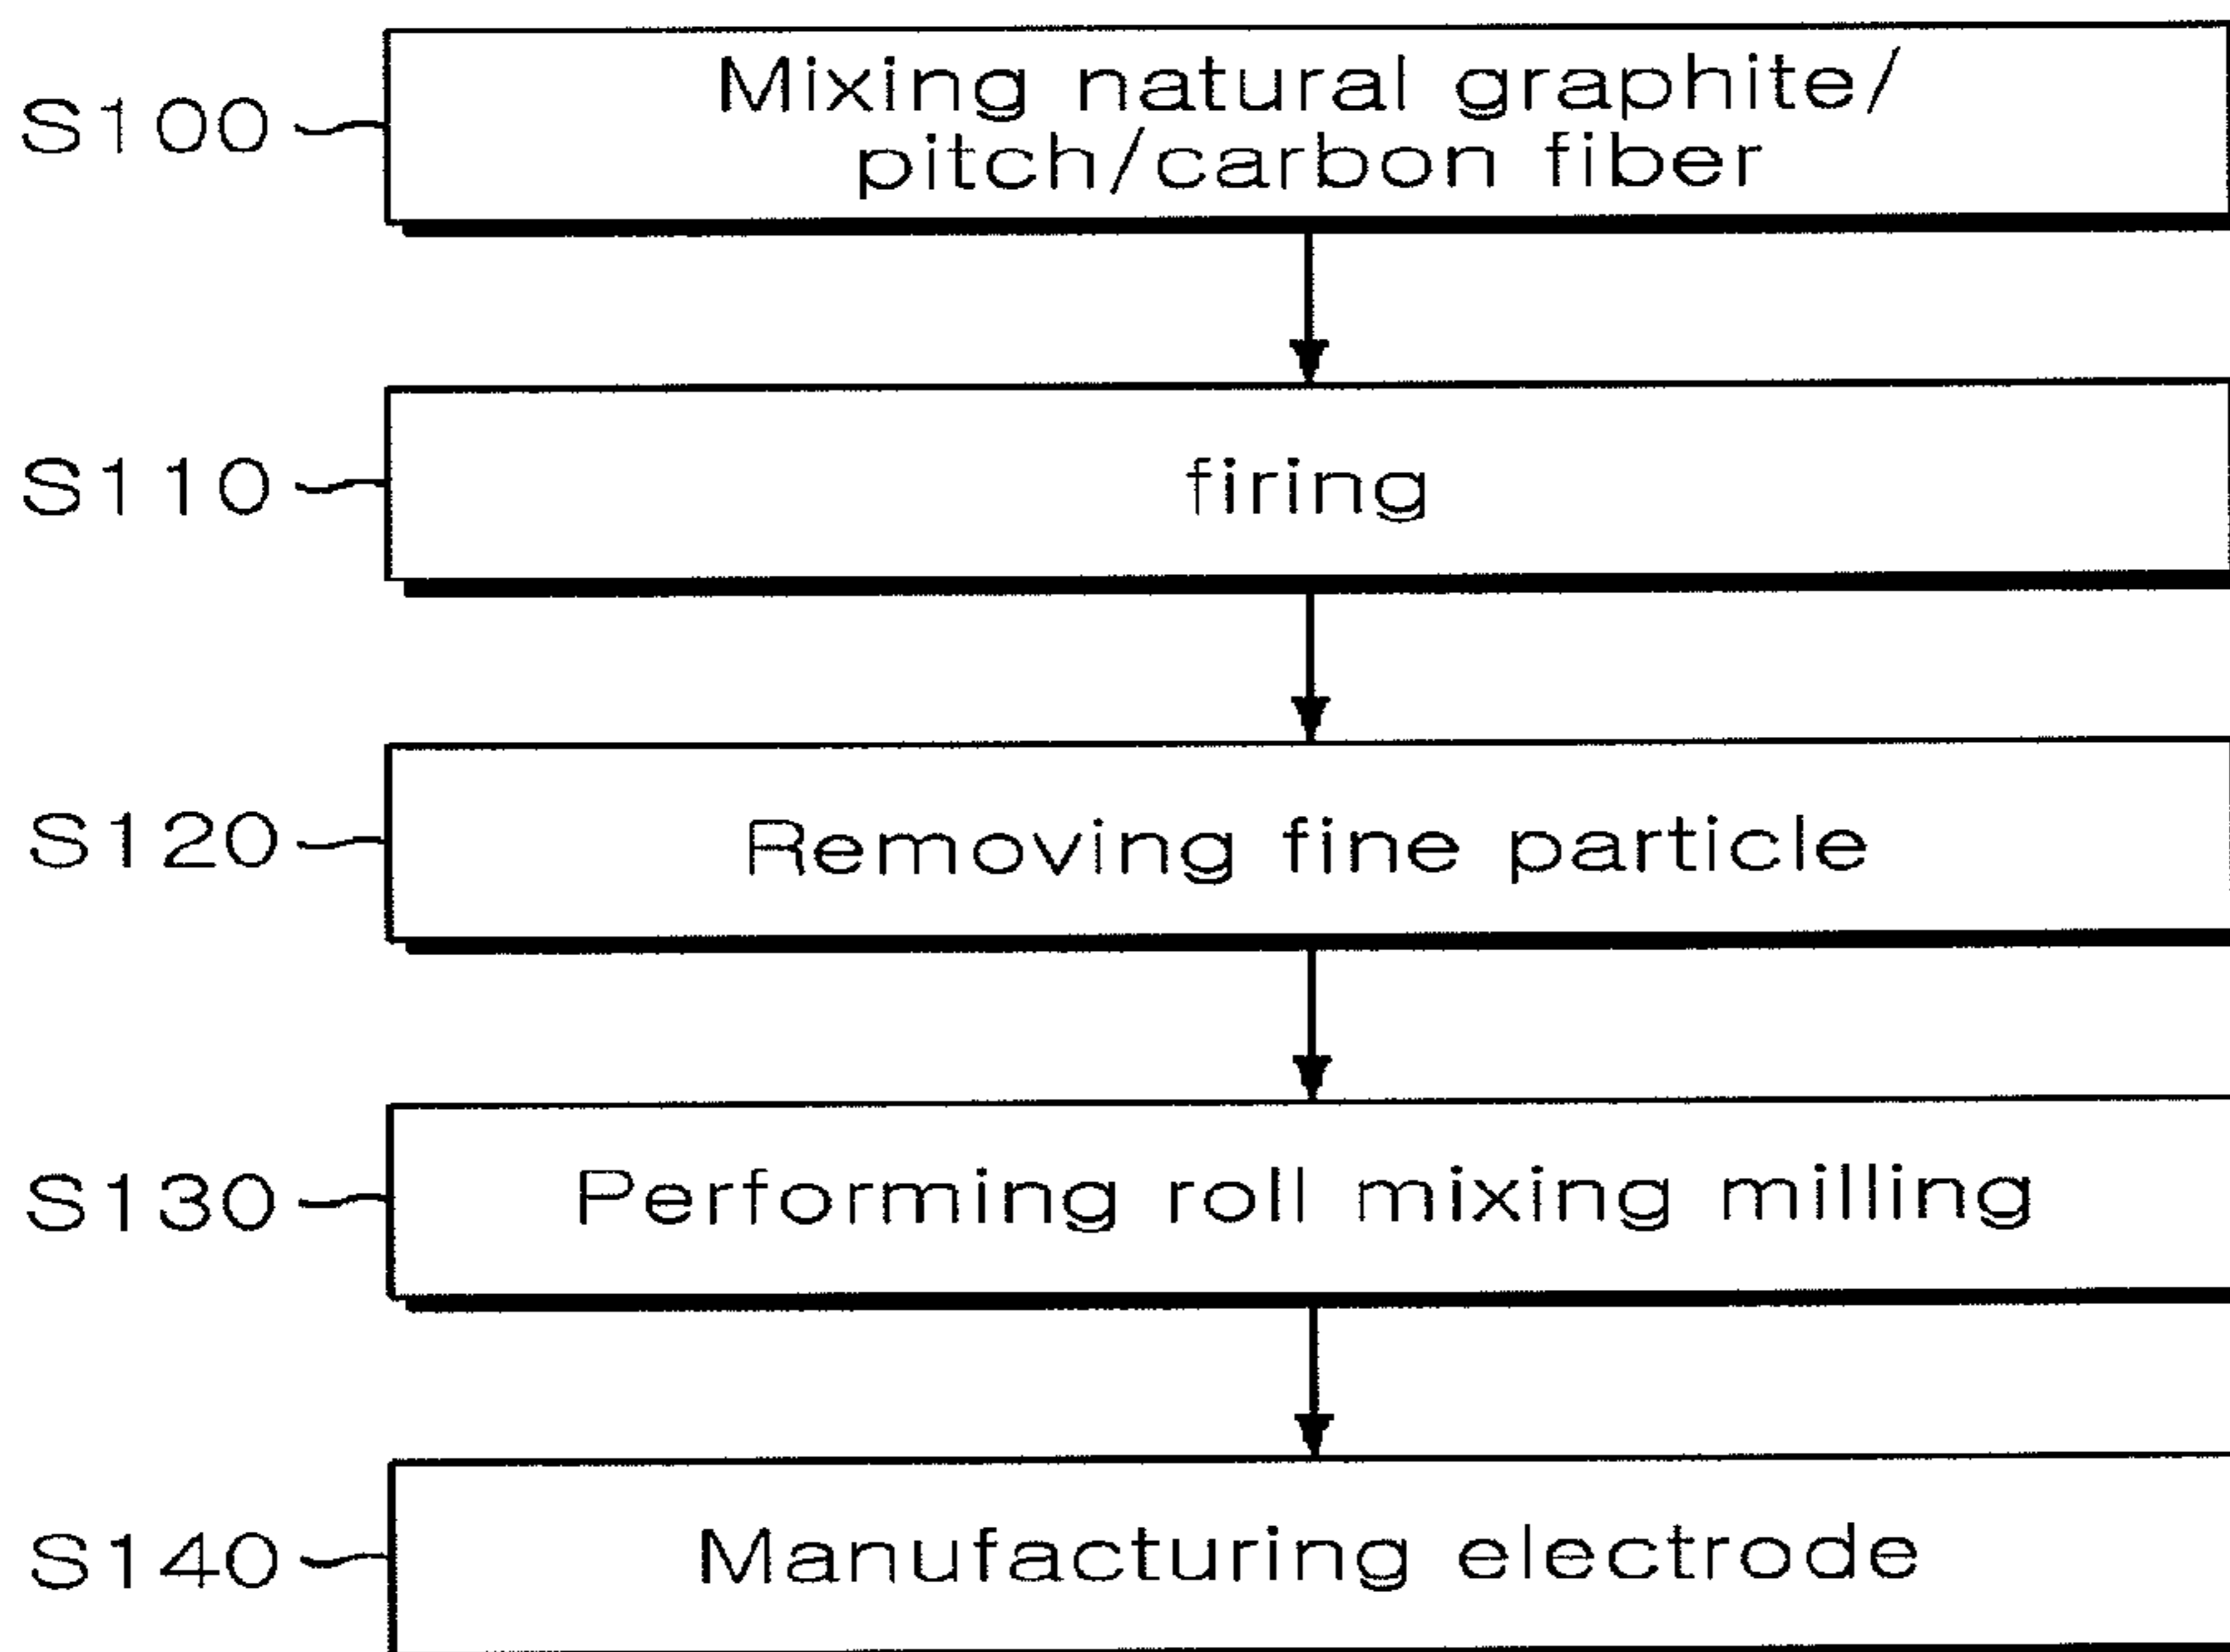 S100
Mixing natural graphite/
pitch/carbon fiber
S110
firing
S120
Removing fine particle
S130
Performing roll mixing milling
S140
Manufacturing electrode